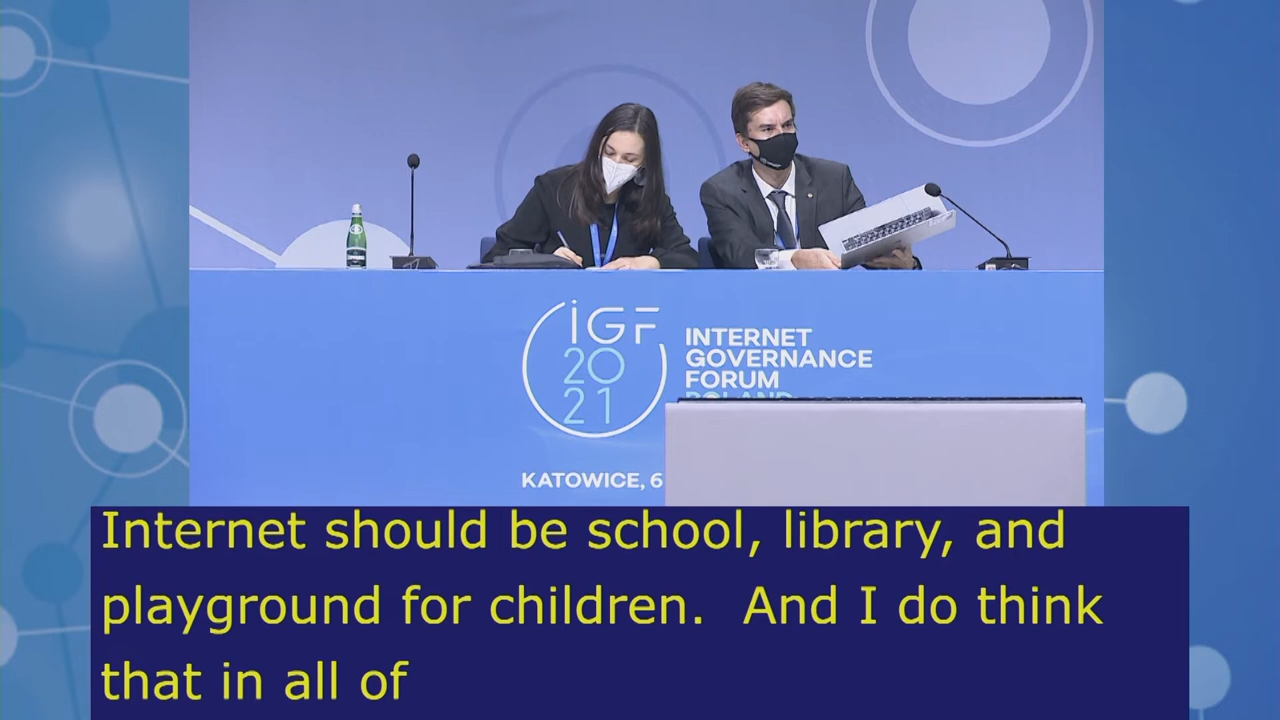 iGF
2021
INTERNET
GOVERNANCE
FORUM
POLAND
KATOWICE, 6
Internet should be school, library, and
playground for children.  And I do think
that in all of